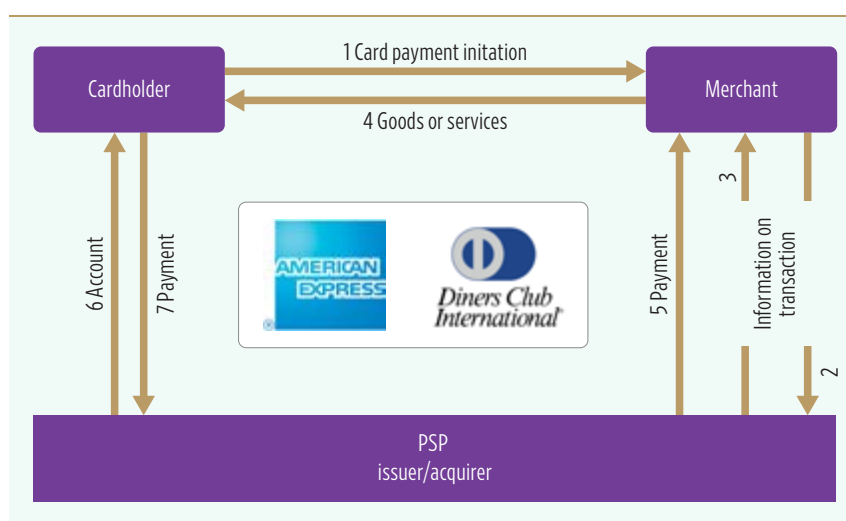 1 Card payment initation
Cardholder
Merchant
4 Goods or services
6 Account
7 Payment
AMERICAN
EXPRESS
®
Diners Club
International®
5 Payment
3
Information on
transaction
2
PSP
issuer/acquirer